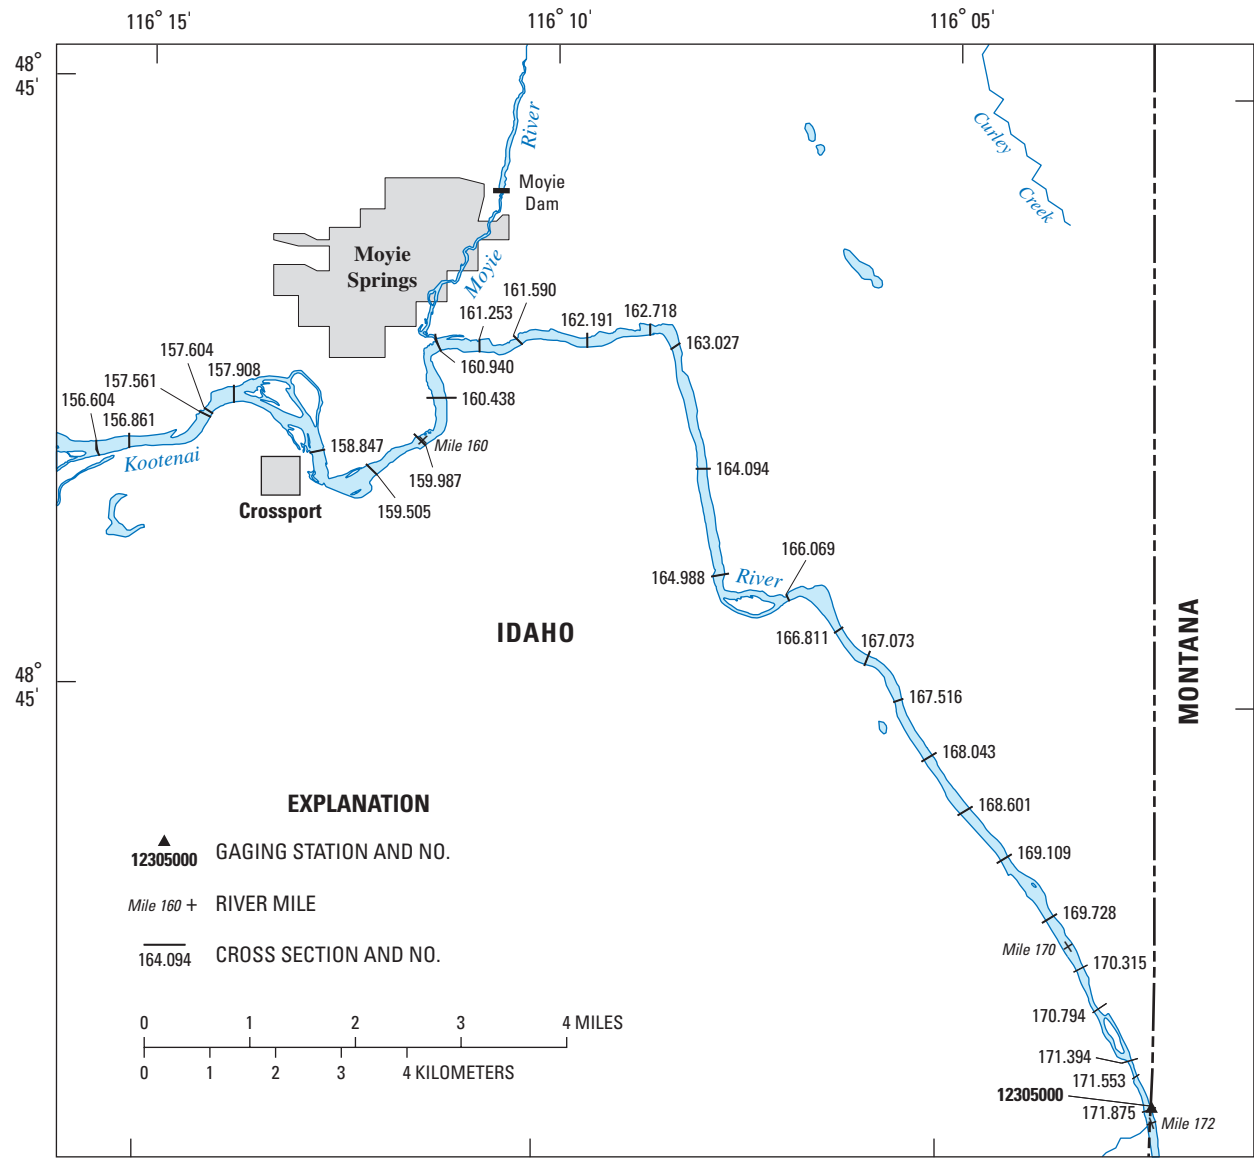 116° 15'
116° 10'
116° 05'
48°
45'
River
Curley
Creek
Moyie
Dam
Moyie
Springs
Moyie
161.590
161.253
162.191
162.718
163.027
157.604
157.561
157.908
160.940
156.604
156.861
160.438
Kootenai
158.847
Mile 160
159.987
159.505
164.094
Crossport
166.069
164.988
River
IDAHO
166.811
167.073
MONTANA
48°
45'
167.516
168.043
EXPLANATION
168.601
12305000
GAGING STATION AND NO.
169.109
Mile 160 +
RIVER MILE
169.728
Mile 170
164.094
CROSS SECTION AND NO.
170.315
170.794
0 1 2 3 4 MILES
0 1 2 3 4 KILOMETERS
171.394
171.553
12305000
171.875
Mile 172